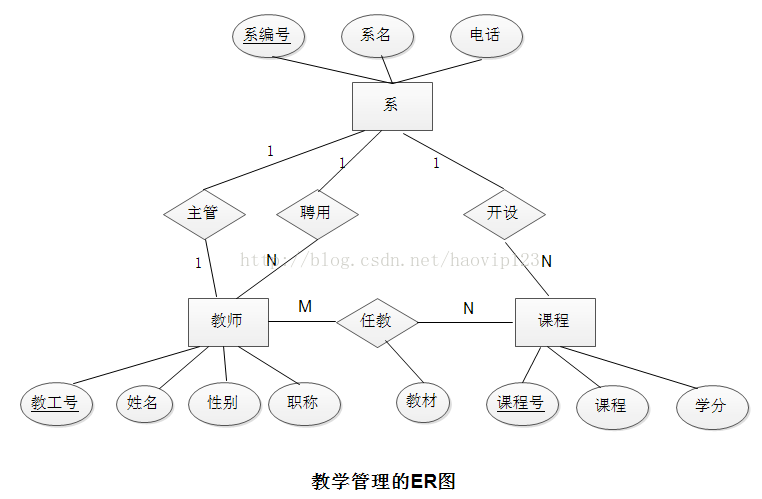 系编号 系名 电话
系
1 1 1
主管 聘用 开设
http://blog.csdn.net/haovip123
1 N N
教师 M 任教 N 课程
教工号 姓名 性别 职称 教材 课程号 课程 学分
教学管理的ER图